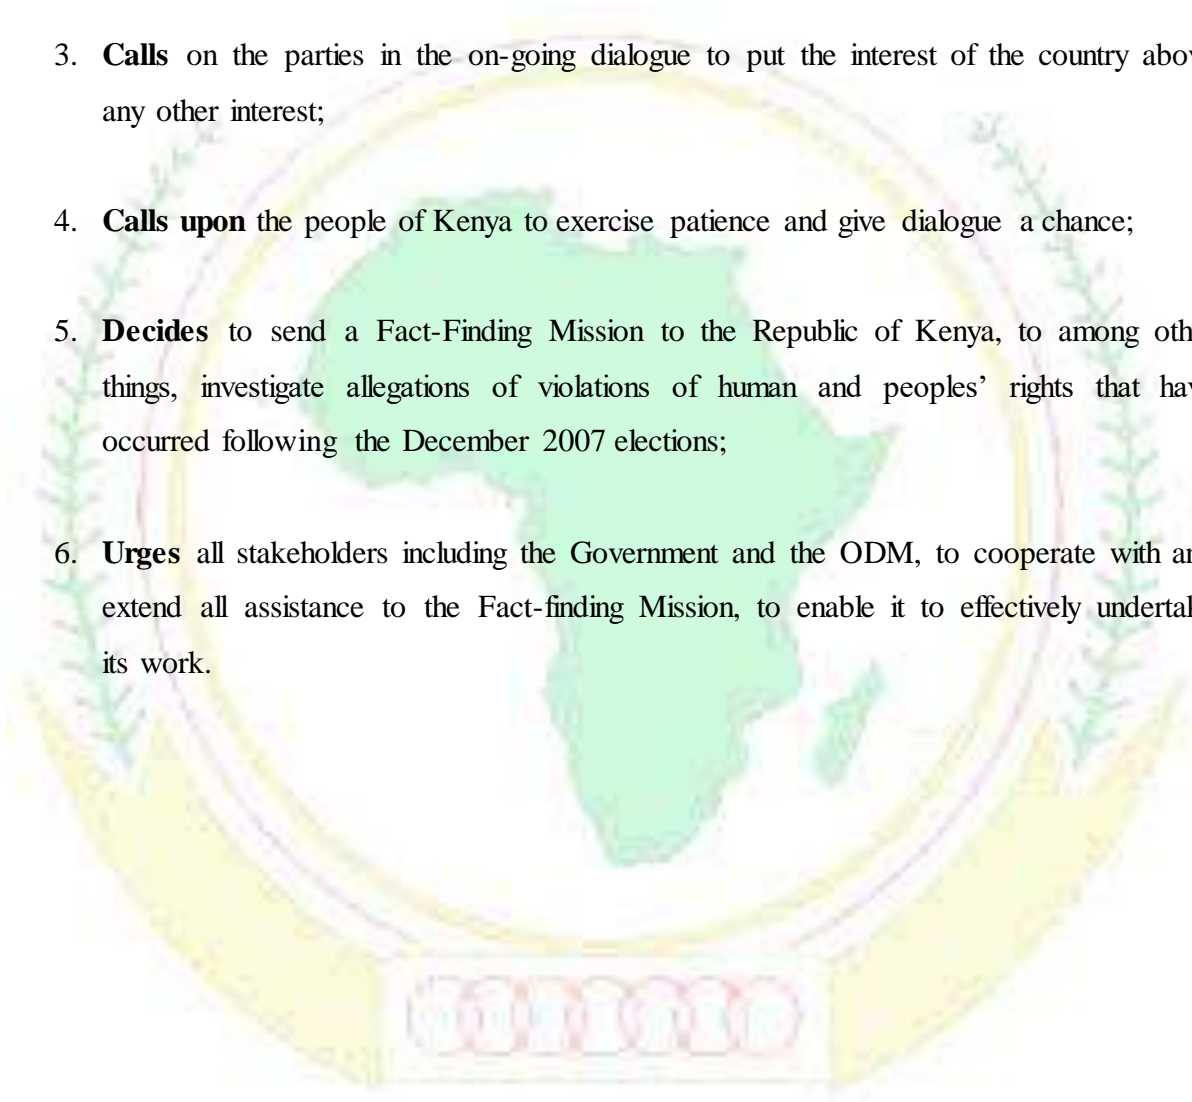 3. Calls on the parties in the on-going dialogue to put the interest of the country abov
any other interest;
4. Calls upon the people of Kenya to exercise patience and give dialogue a chance;
5. Decides to send a Fact-Finding Mission to the Republic of Kenya, to among oth
things, investigate allegations of violations of human and peoples’ rights that hav
occurred following the December 2007 elections;
6. Urges all stakeholders including the Government and the ODM, to cooperate with an
extend all assistance to the Fact-finding Mission, to enable it to effectively undertak
its work.